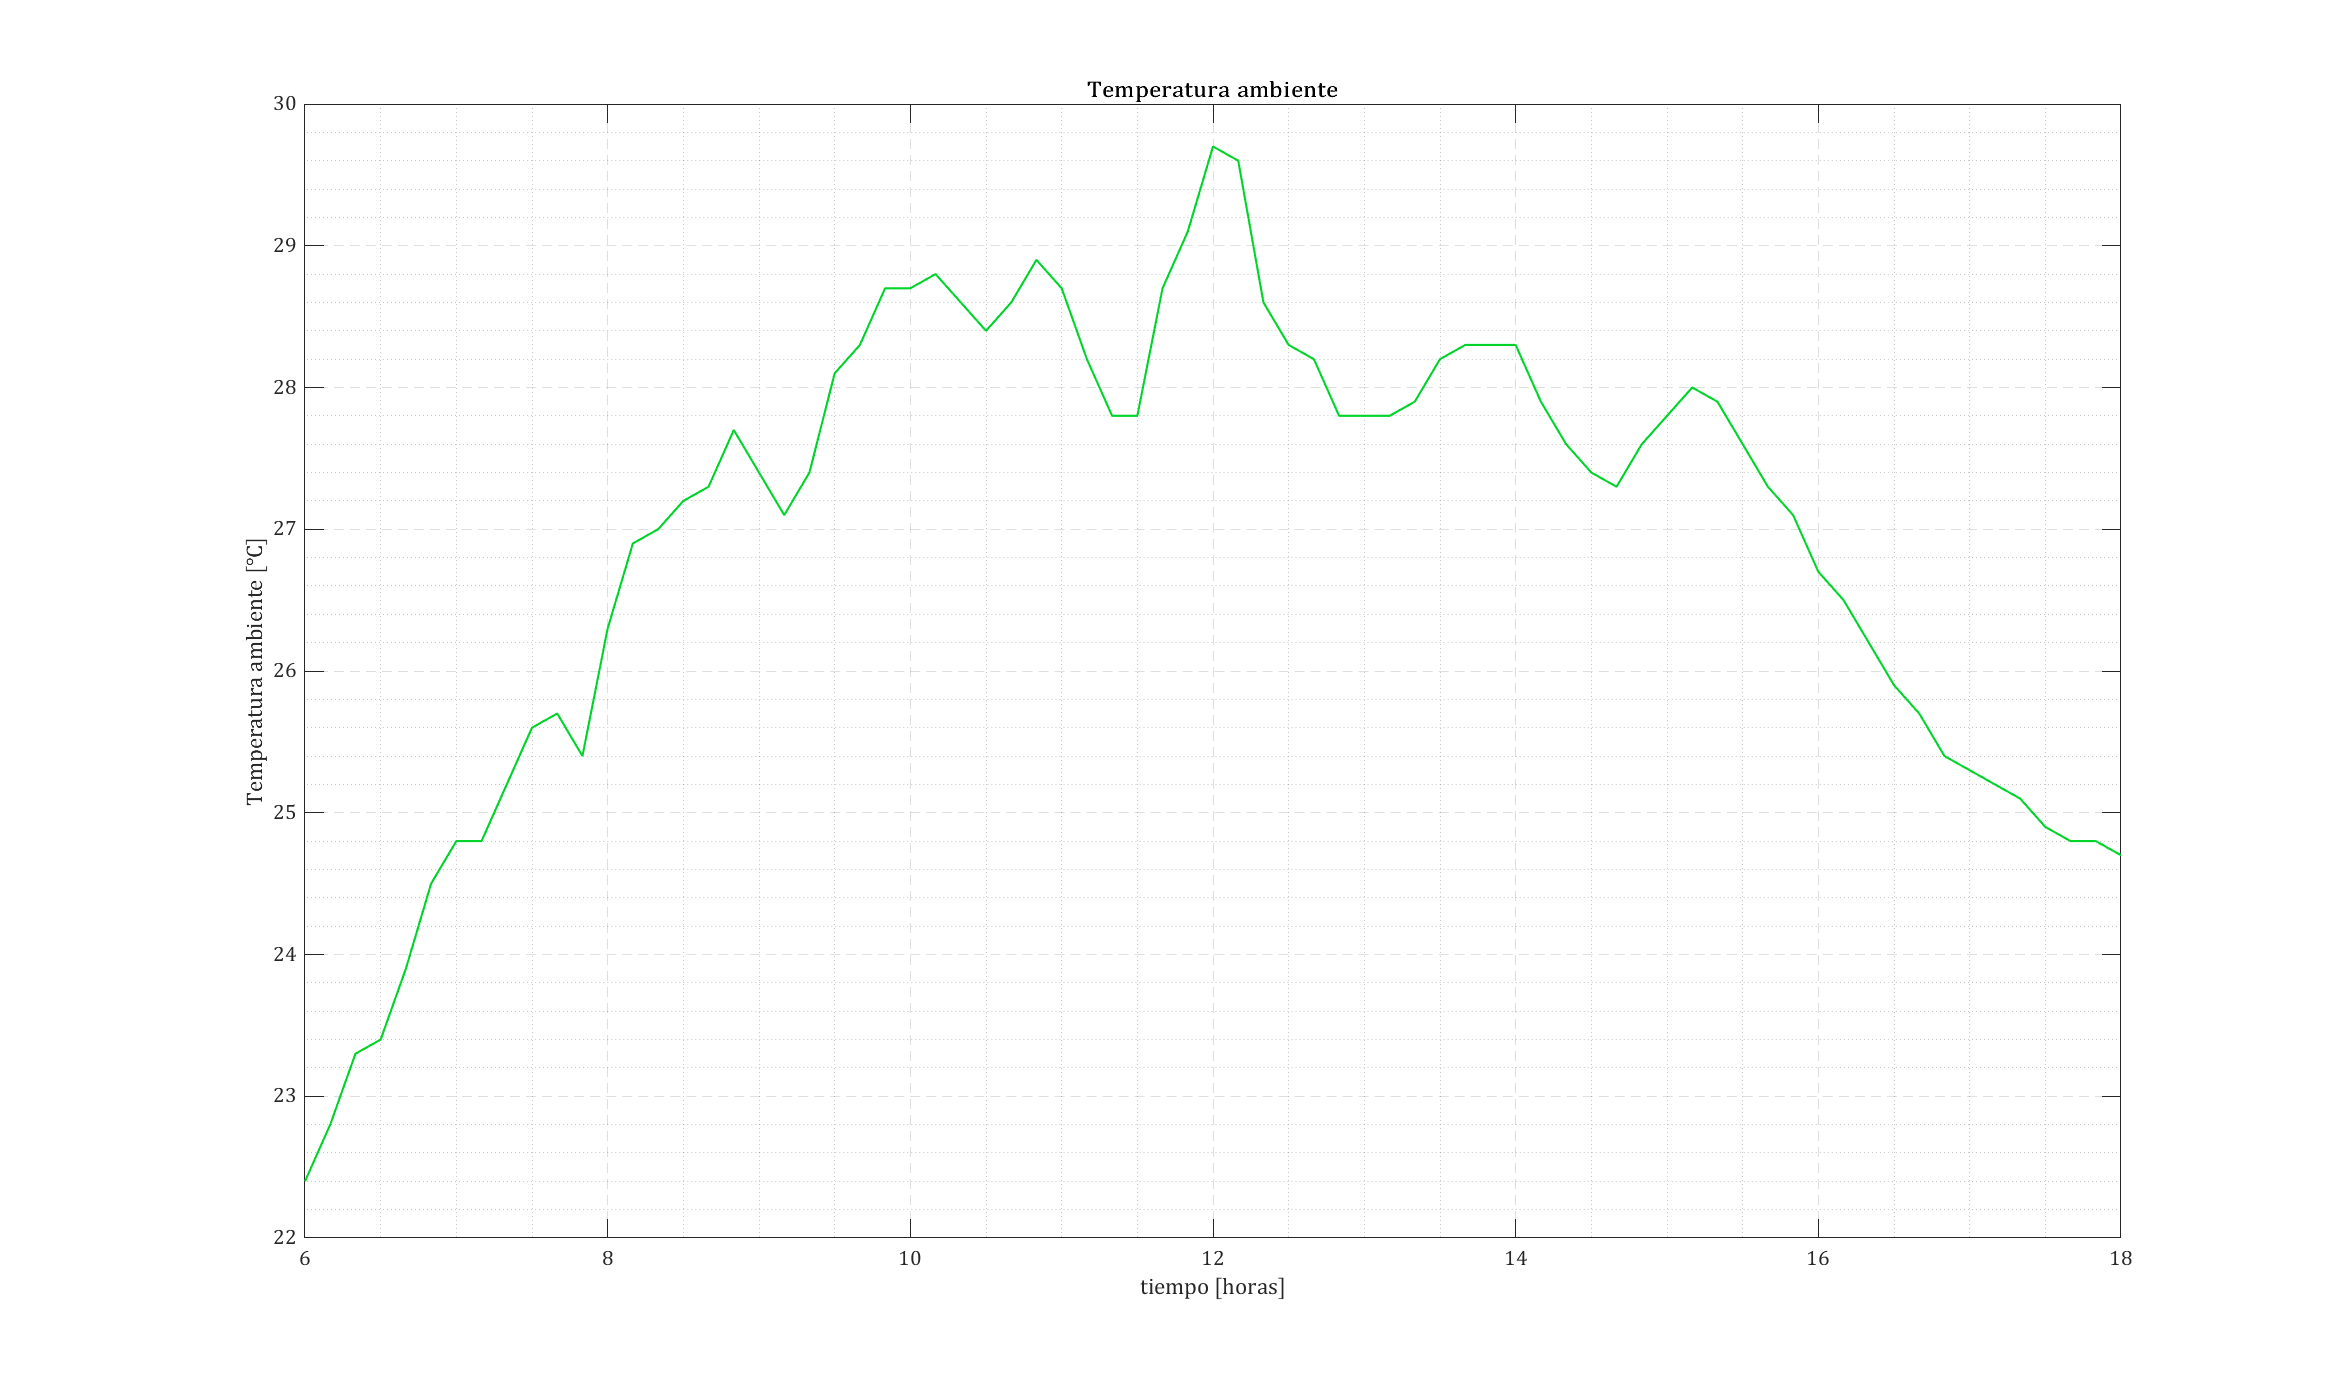 Temperatura ambiente
30
29
28
27
26
25
24
23
22
Temperatura ambiente [°C]
6 8 10 12 14 16 18
tiempo [horas]